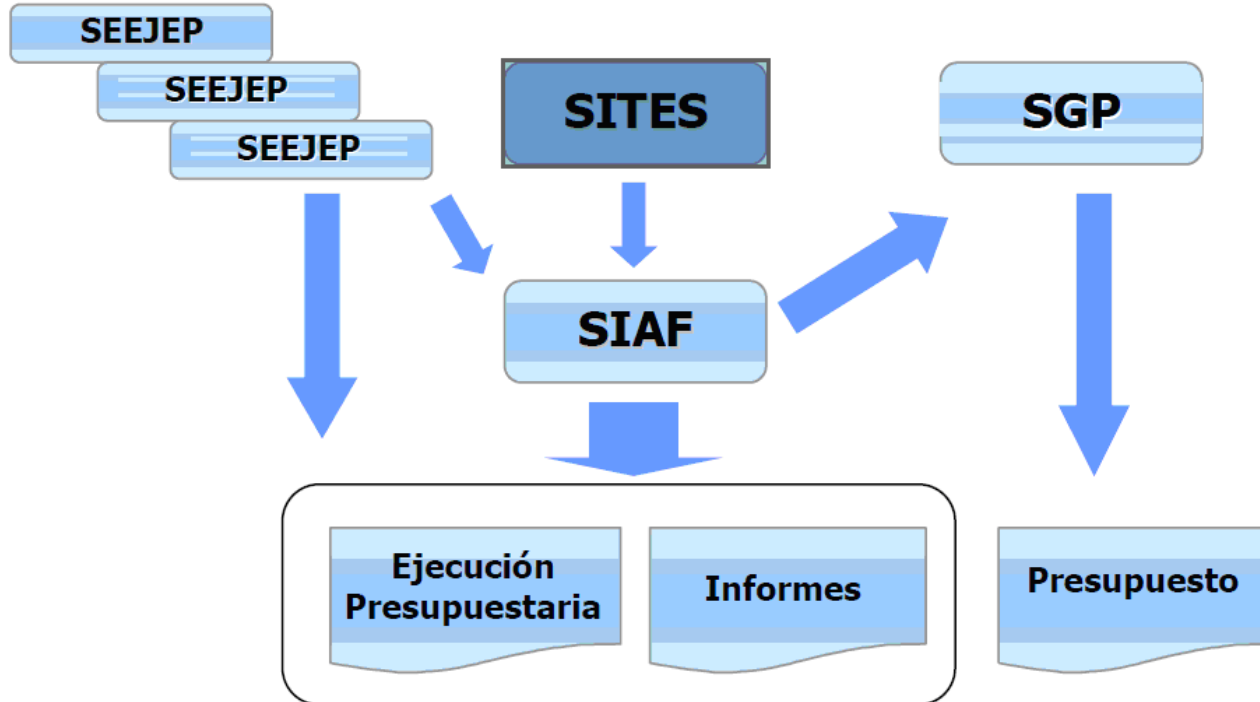 SEEJEP
SEEJEP
SEEJEP
SITES
SGP
SIAF
Ejecución
Presupuestaria
Informes
Presupuesto